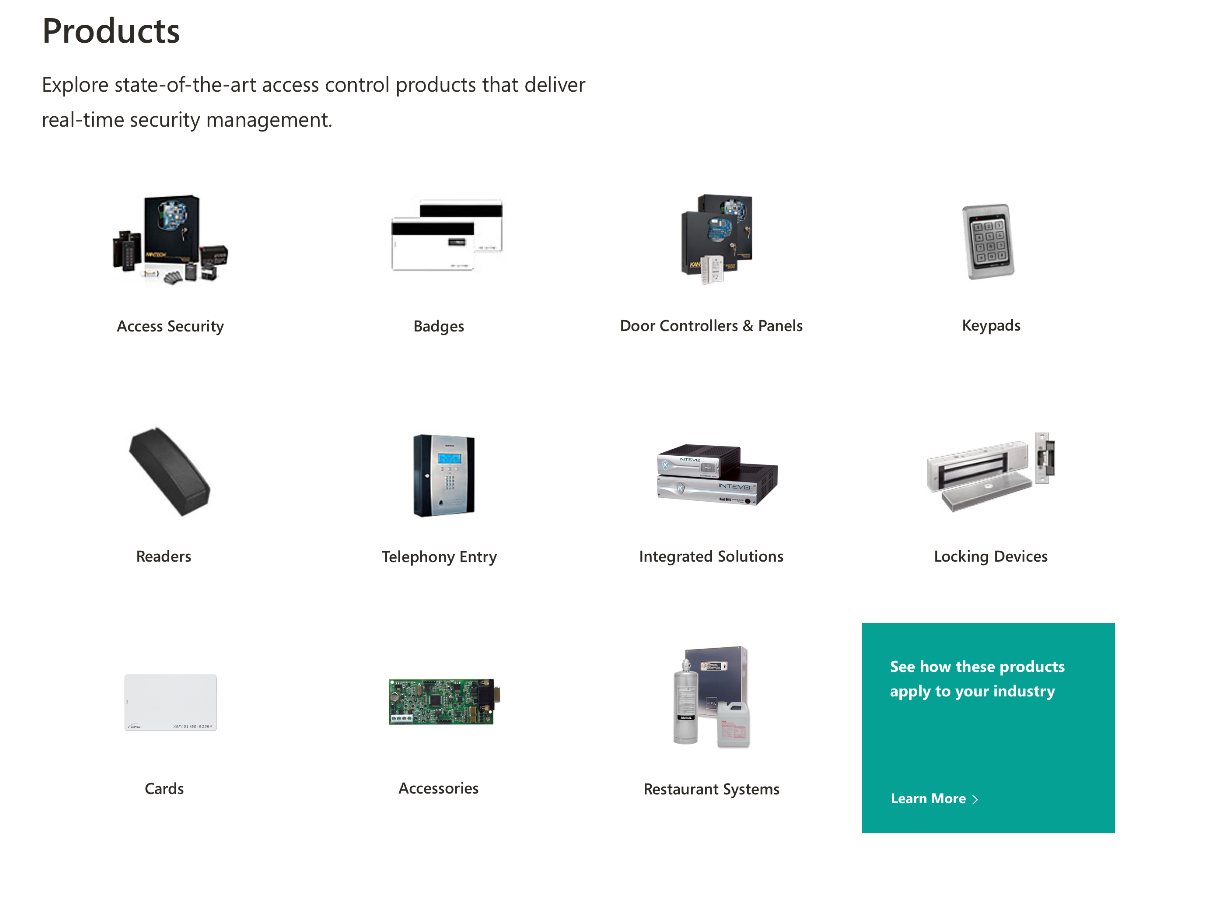 Products
Explore state-of-the-art access control products that deliver
real-time security management.
Access Security
Badges
Door Controllers & Panels
Keypads
Readers
Telephony Entry
Integrated Solutions
Locking Devices
Cards
Accessories
Restaurant Systems
See how these products
apply to your industry
Learn More >